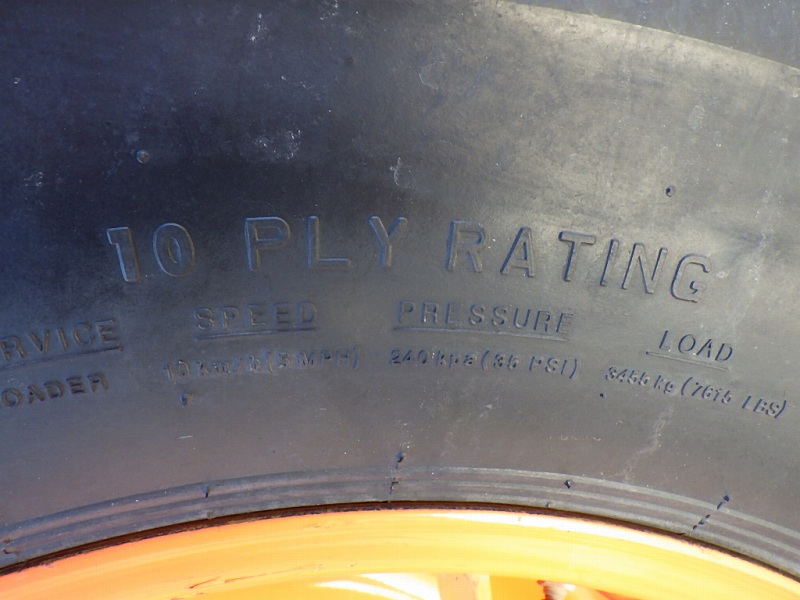 10 PLY RATING
RVICE SPEED PRESSURE LOAD
OADER 10 Km/h (5 MPH) 240 kpa (35 PSI) 3455 kg (7615 LBS)